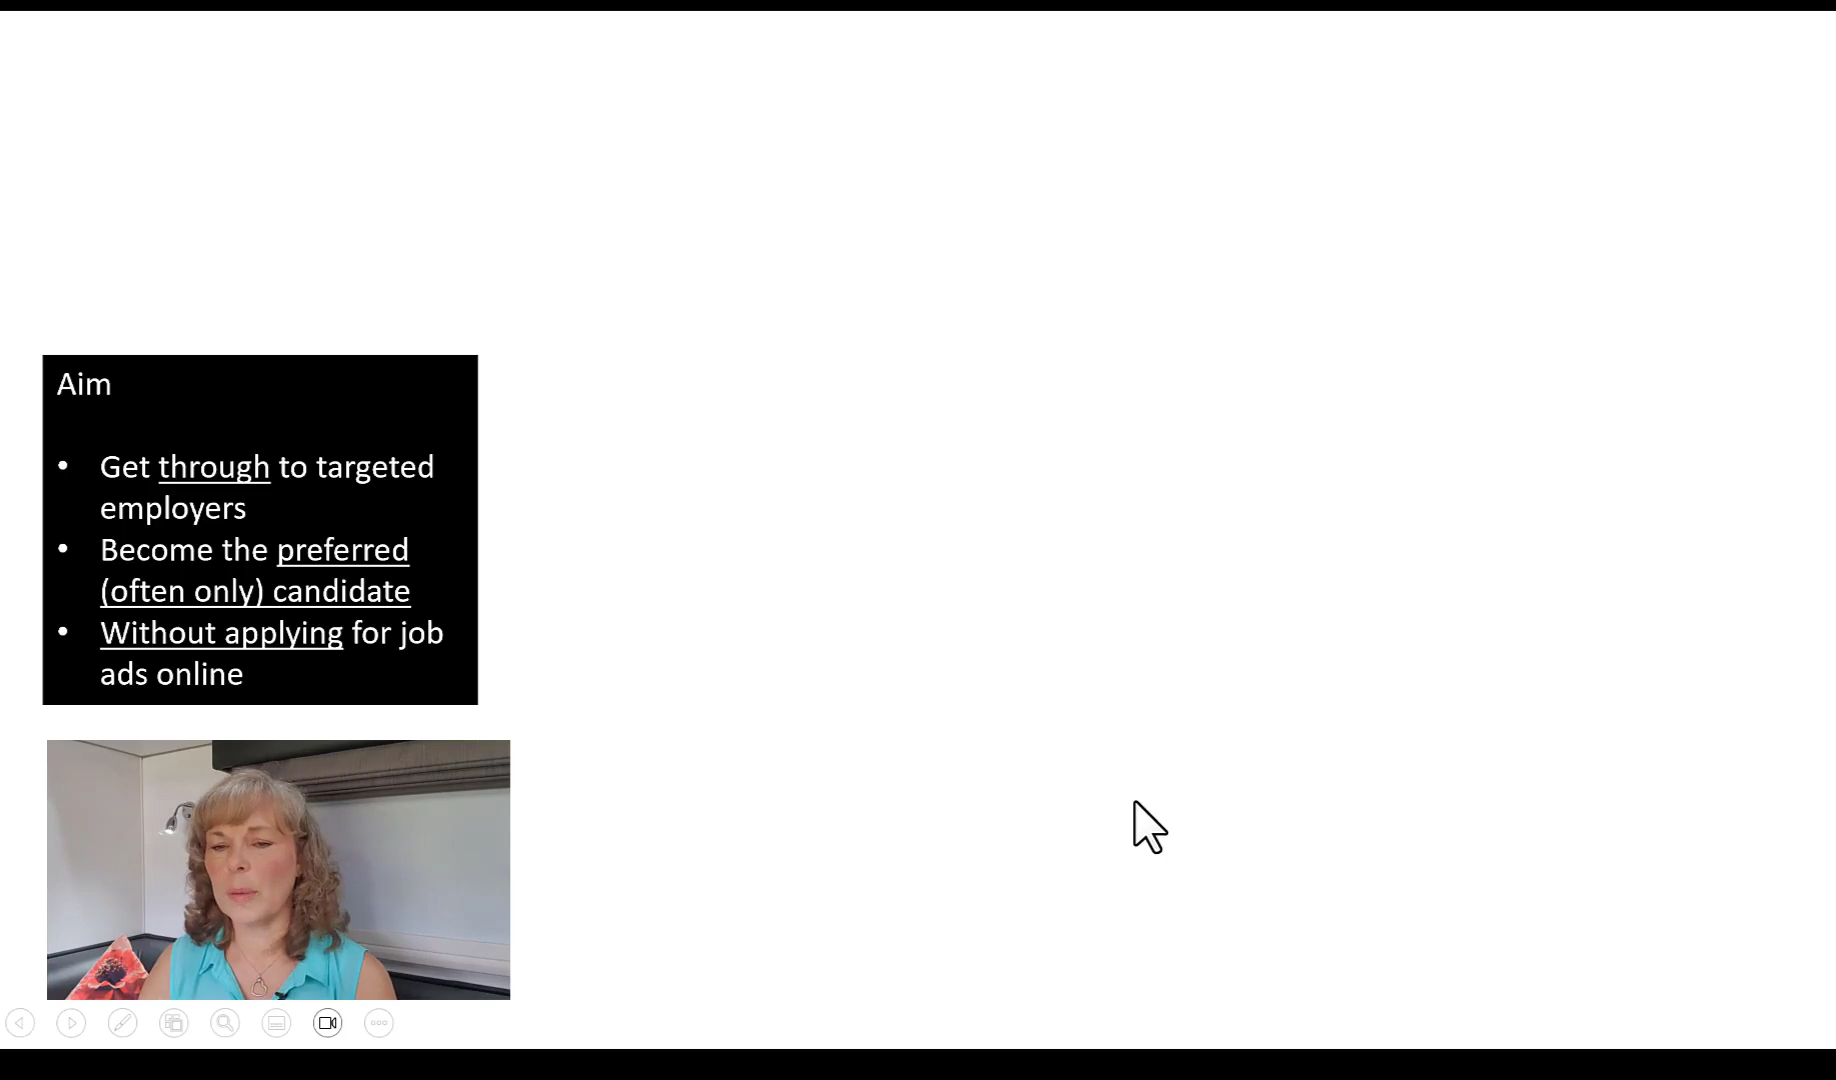 Aim
• Get through to targeted
employers
• Become the preferred
(often only) candidate
• Without applying for job
ads online